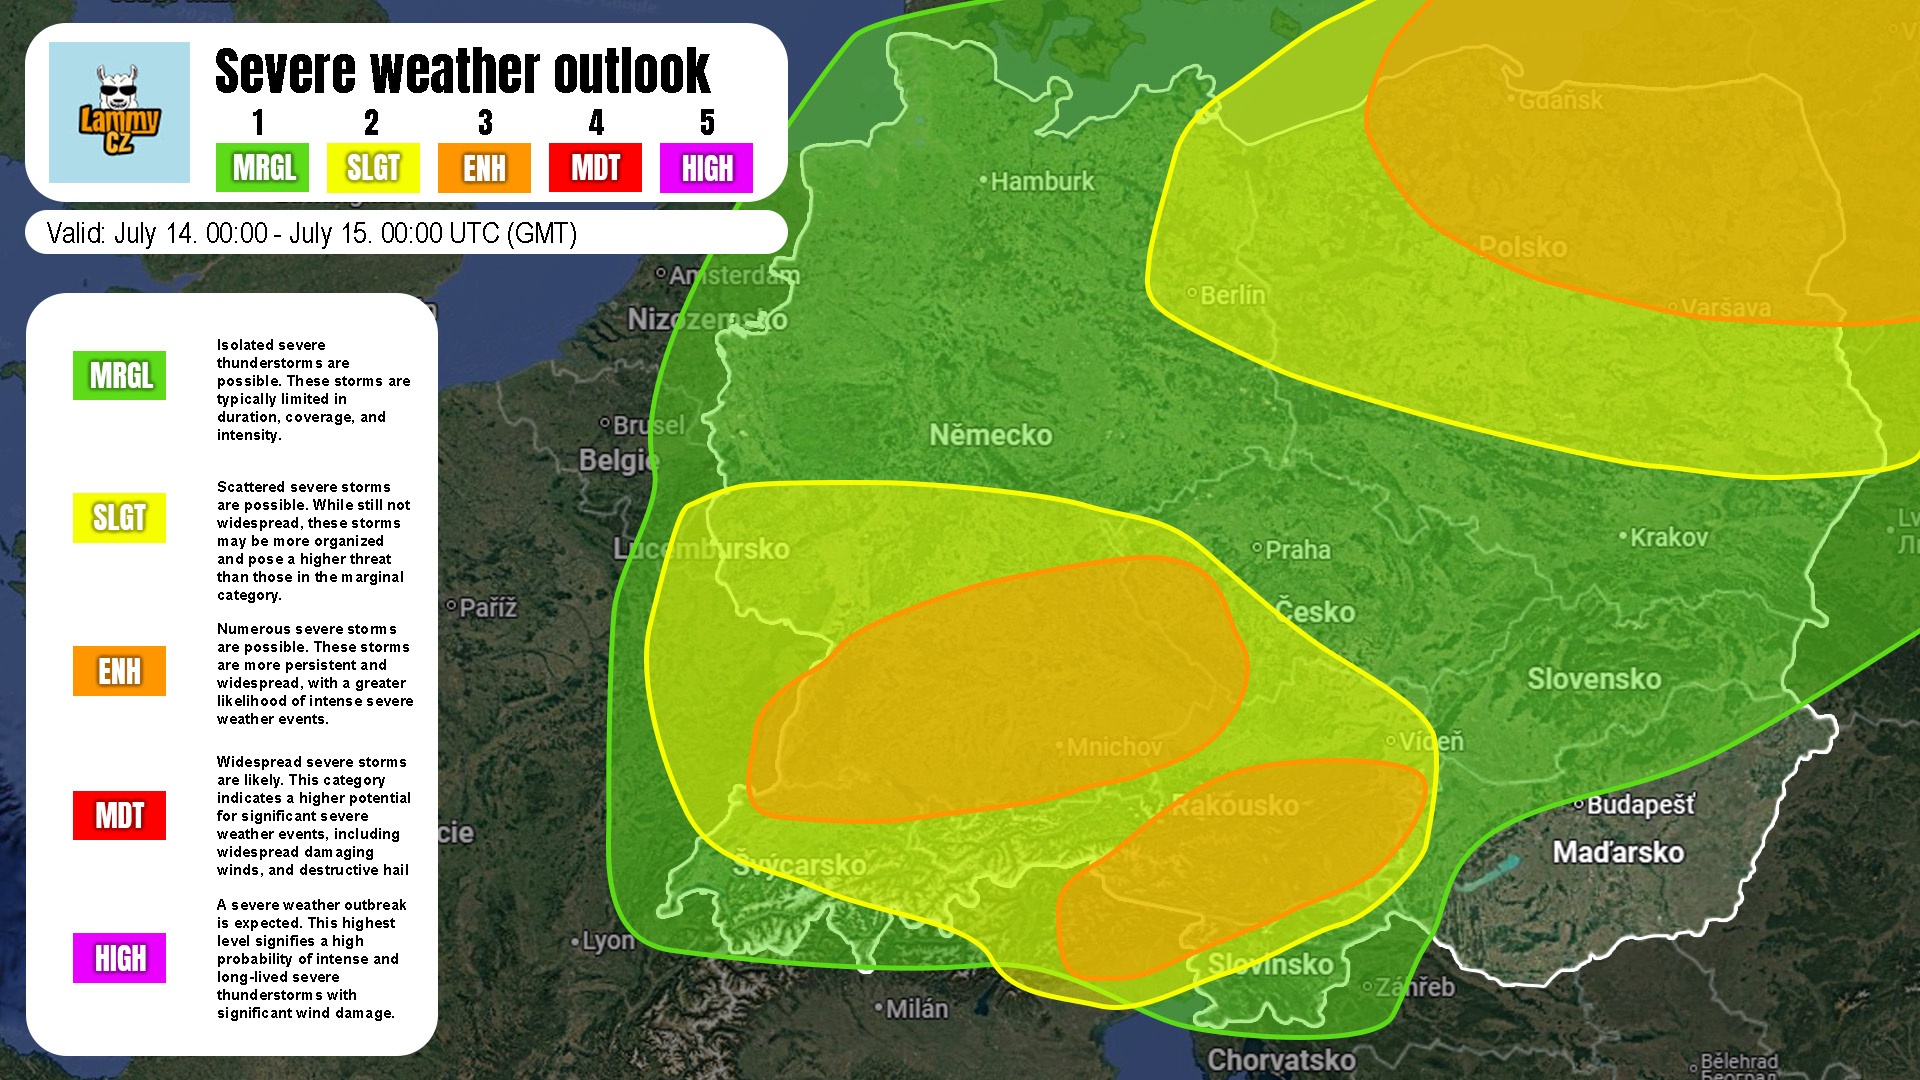 Severe weather outlook
1 2 3 4 5
MRGL SLGT ENH MDT HIGH
Lammy
CZ
Valid: July 14. 00:00 - July 15. 00:00 UTC (GMT)
MRGL
Isolated severe
thunderstorms are
possible. These storms are
typically limited in
duration, coverage, and
intensity.
SLGT
Scattered severe storms
are possible. While still not
widespread, these storms
may be more organized
and pose a higher threat
than those in the marginal
category.
ENH
Numerous severe storms
are possible. These storms
are more persistent and
widespread, with a greater
likelihood of intense severe
weather events.
MDT
Widespread severe storms
are likely. This category
indicates a higher potential
for significant severe
weather events, including
widespread damaging
winds, and destructive hail
HIGH
A severe weather outbreak
is expected. This highest
level signifies a high
probability of intense and
long-lived severe
thunderstorms with
significant wind damage.
Gdaňsk
Hamburk
Polsko
Amsterdam
Berlín
Varšava
Nizozemsko
Brusel
Německo
Belgie
Krakov
Lucembursko
Praha
Paříž
Česko
Slovensko
Mnichov
Vídeň
Rakousko
Budapešť
cie
Maďarsko
Švýcarsko
Lyon
Slovinsko
Záhřeb
Milán
Chorvatsko
Bělehrad
Београд